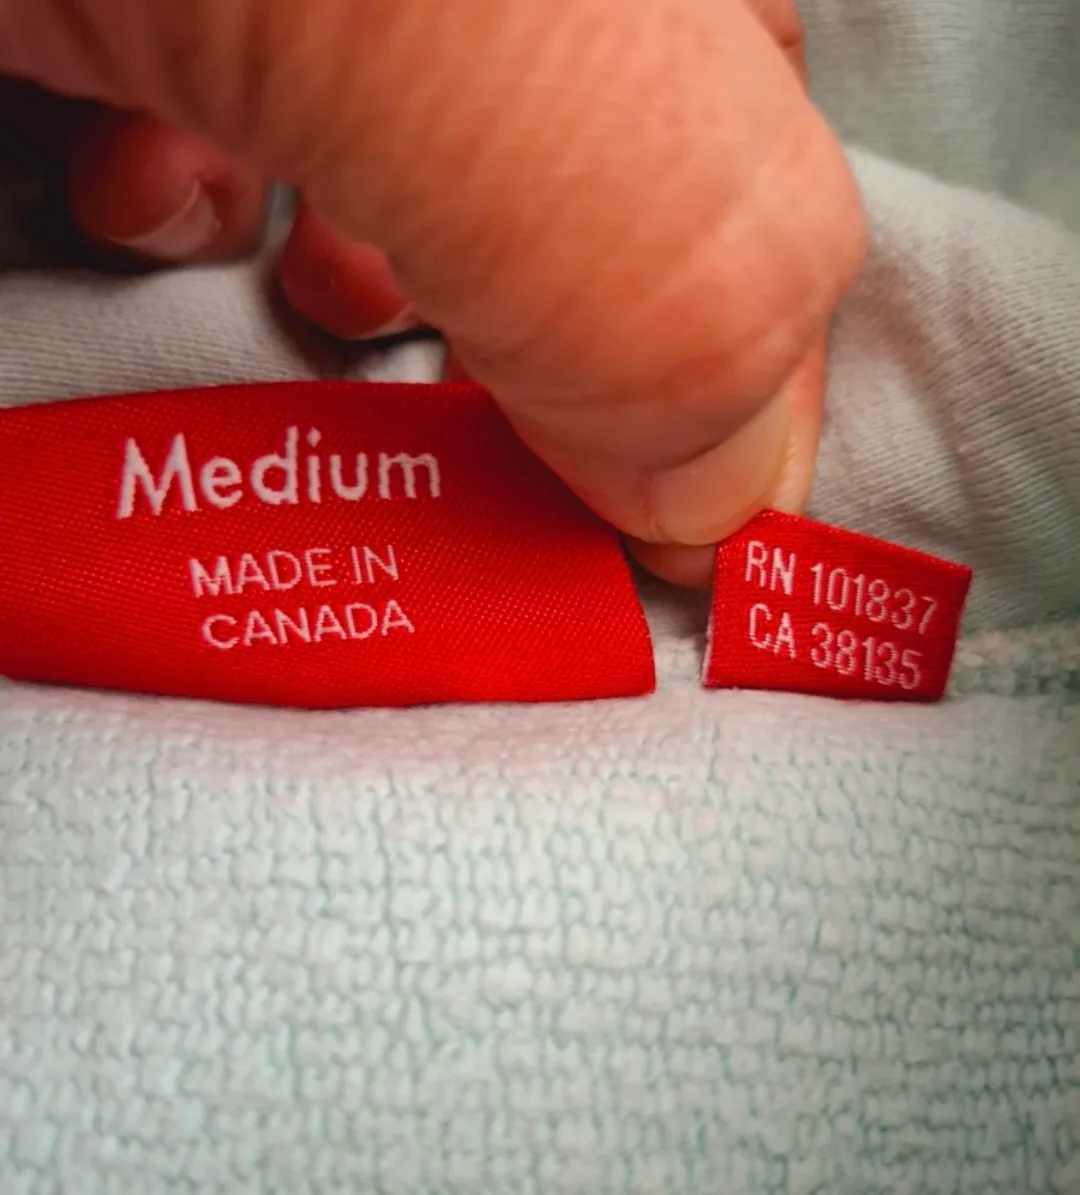 Medium
MADE IN
CANADA
RN 101837
CA 38135